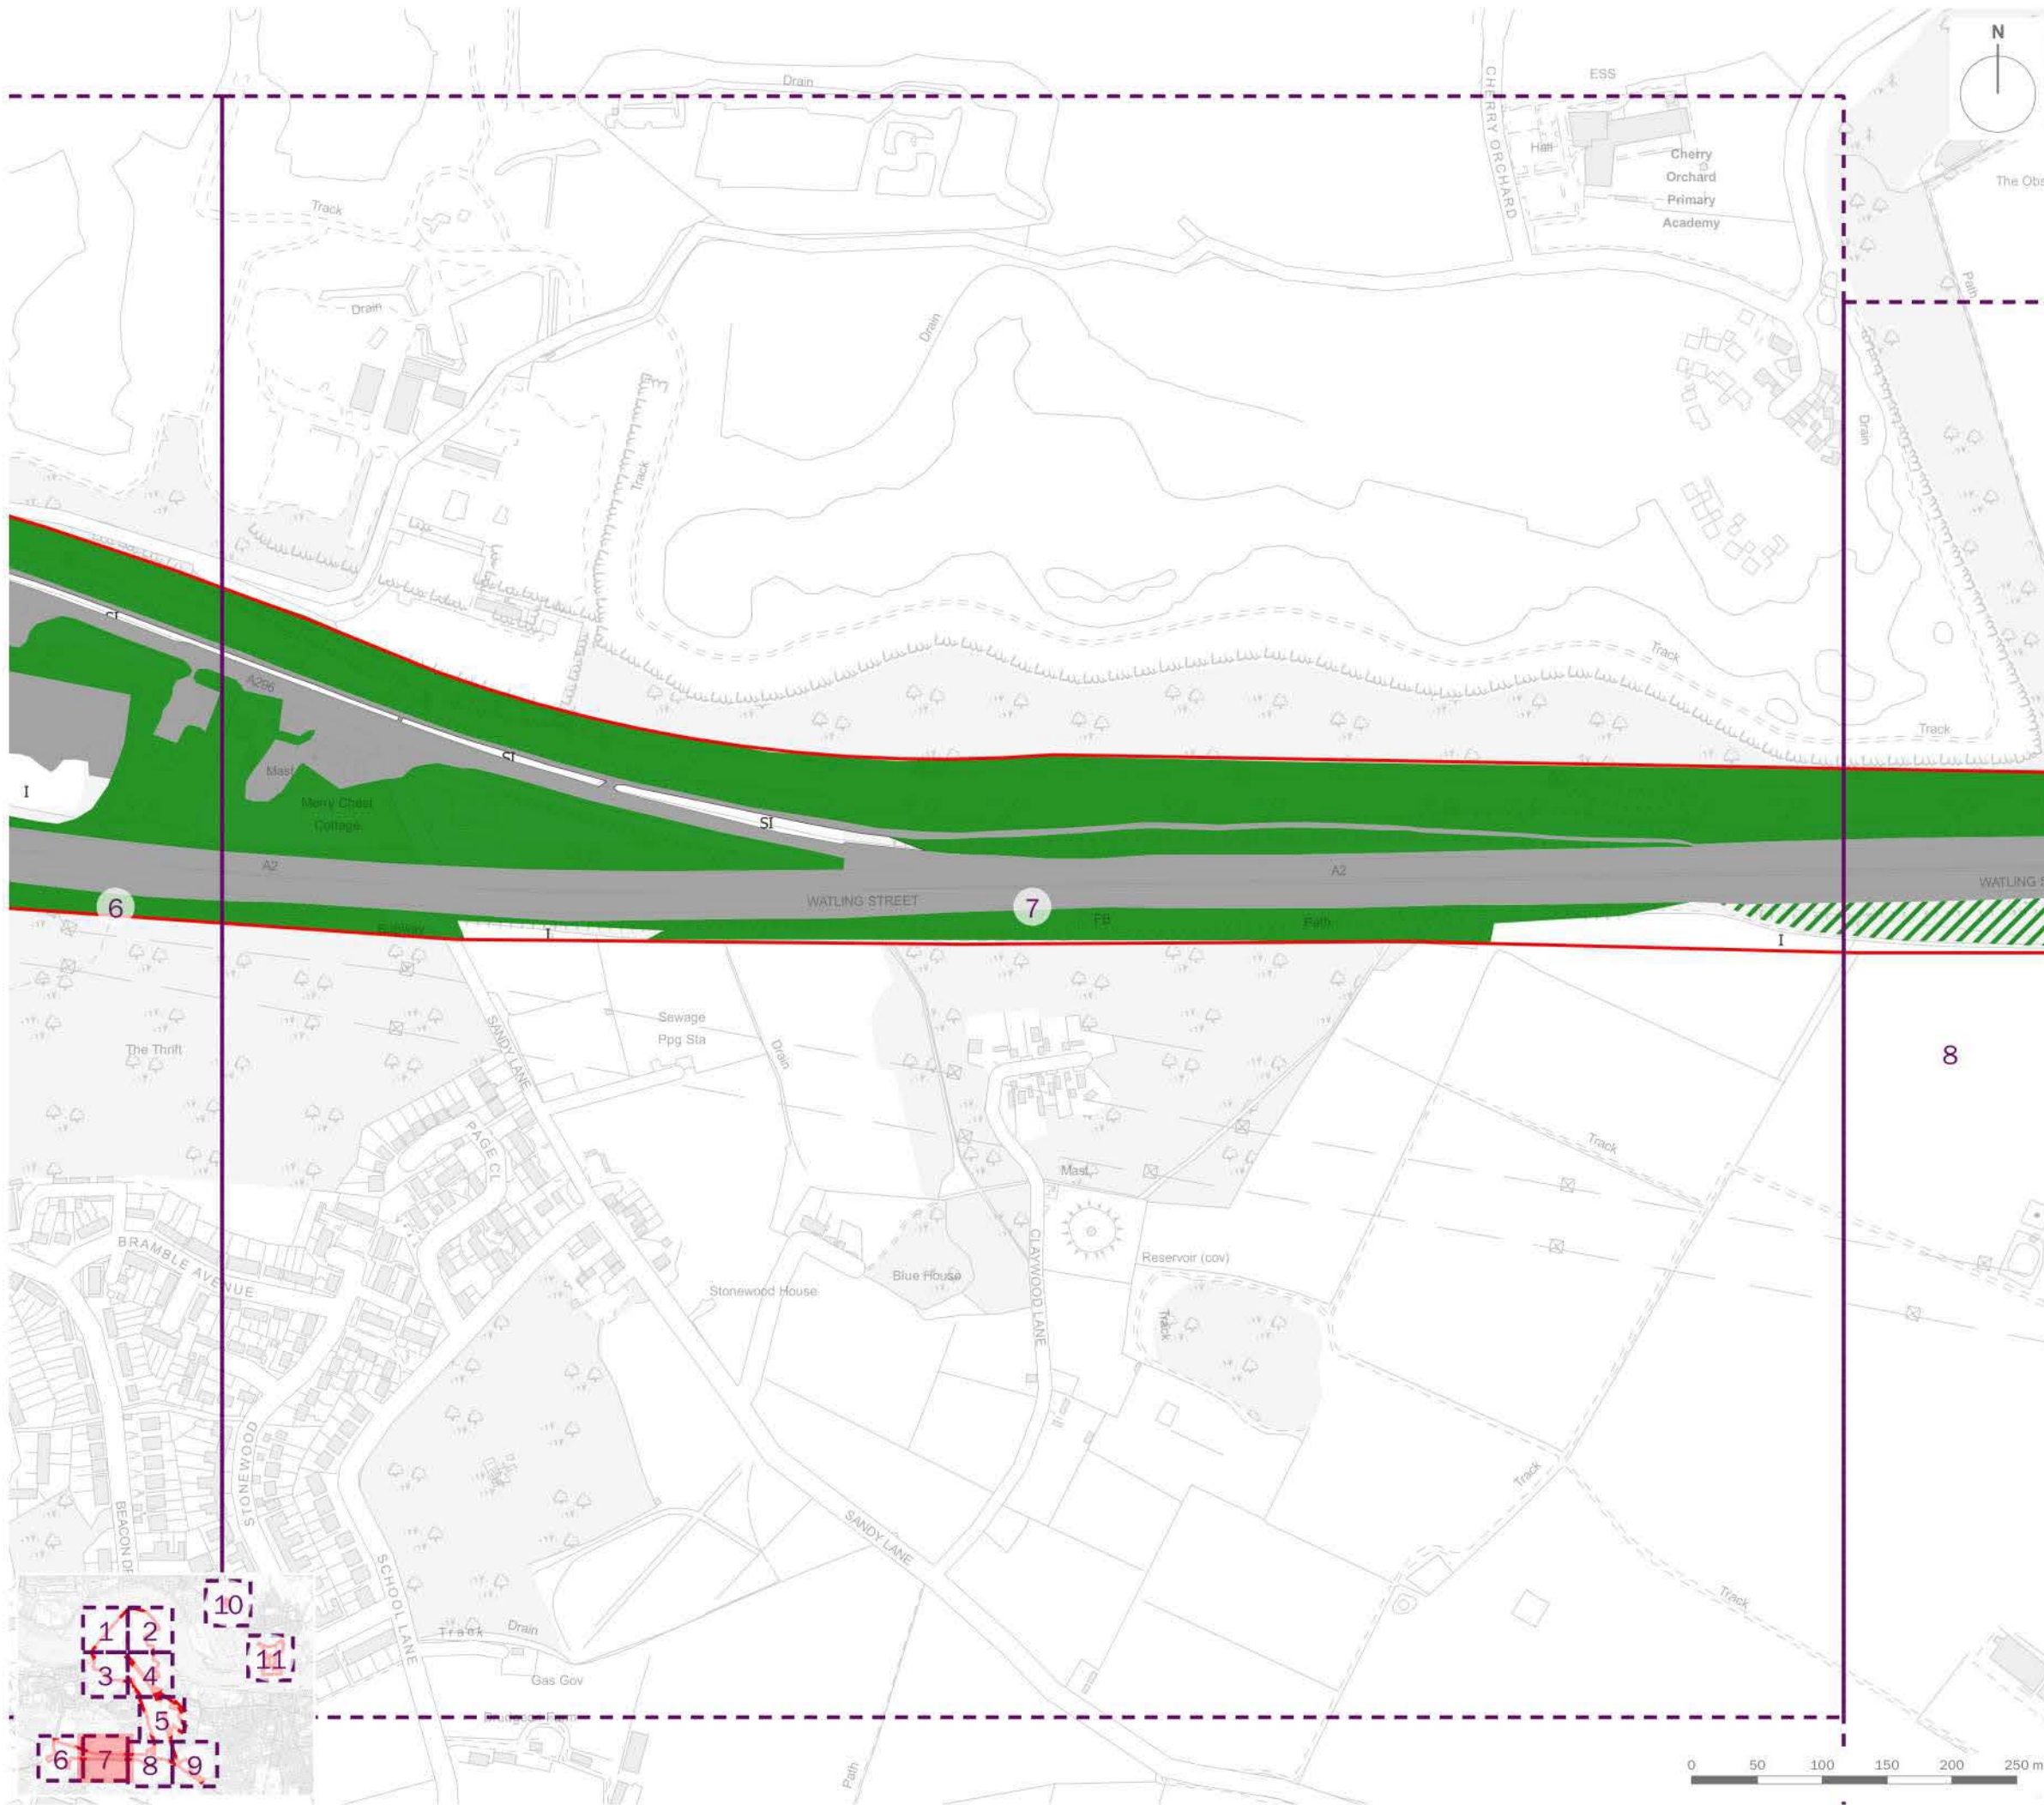 N
Drain
CHERRY ORCHARD
ESS
Hall
Cherry
Orchard
Primary
Academy
The Obs
Track
Path
Drain
Drain
Track
Drain
Track
Track
SI
A296
SI
Mast
I
Merry Chest
Cottage
SI
A2
A2
WATLING STREET
WATLING S
6
7
Subway
FB
Path
I
I
SANDY LANE
Sewage
Ppg Sta
Drain
The Thrift
8
PAGE CL
Track
Mast
BRAMBLE AVENUE
CLAYWOOD LANE
Reservoir (cov)
Blue House
Stonewood House
Track
STONEWOOD
Track
BEACON DR
SANDY LANE
SCHOOL LANE
Track
Track
Drain
Gas Gov
Path
10
1
2
11
3
4
5
6
7
8
9
0 50 100 150 200 250 m